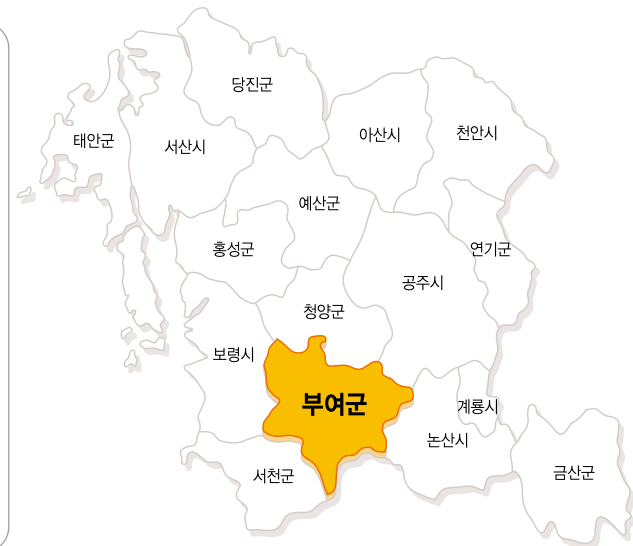 당진군
아산시
천안시
태안군
서산시
예산군
홍성군
연기군
공주시
청양군
보령시
부여군
계룡시
논산시
서천군
금산군